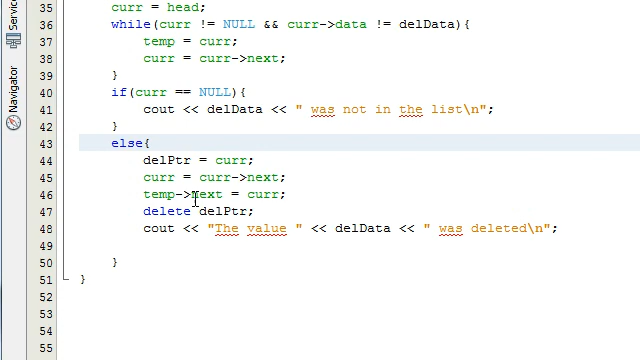 Servic
Navigator
35 curr = head;
36 while(curr != NULL && curr->data != delData){
37 temp = curr;
38 curr = curr->next;
39 }
40 if(curr == NULL){
41 cout << delData << " was not in the list\n";
42 }
43 else{
44 delPtr = curr;
45 curr = curr->next;
46 temp->next = curr;
47 delete delPtr;
48 cout << "The value " << delData << " was deleted\n";
49
50 }
51 }
52
53
54
55